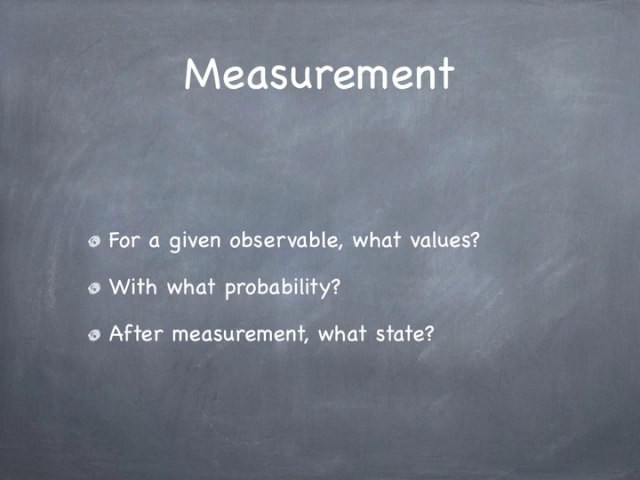 Measurement
For a given observable, what values?
With what probability?
After measurement, what state?